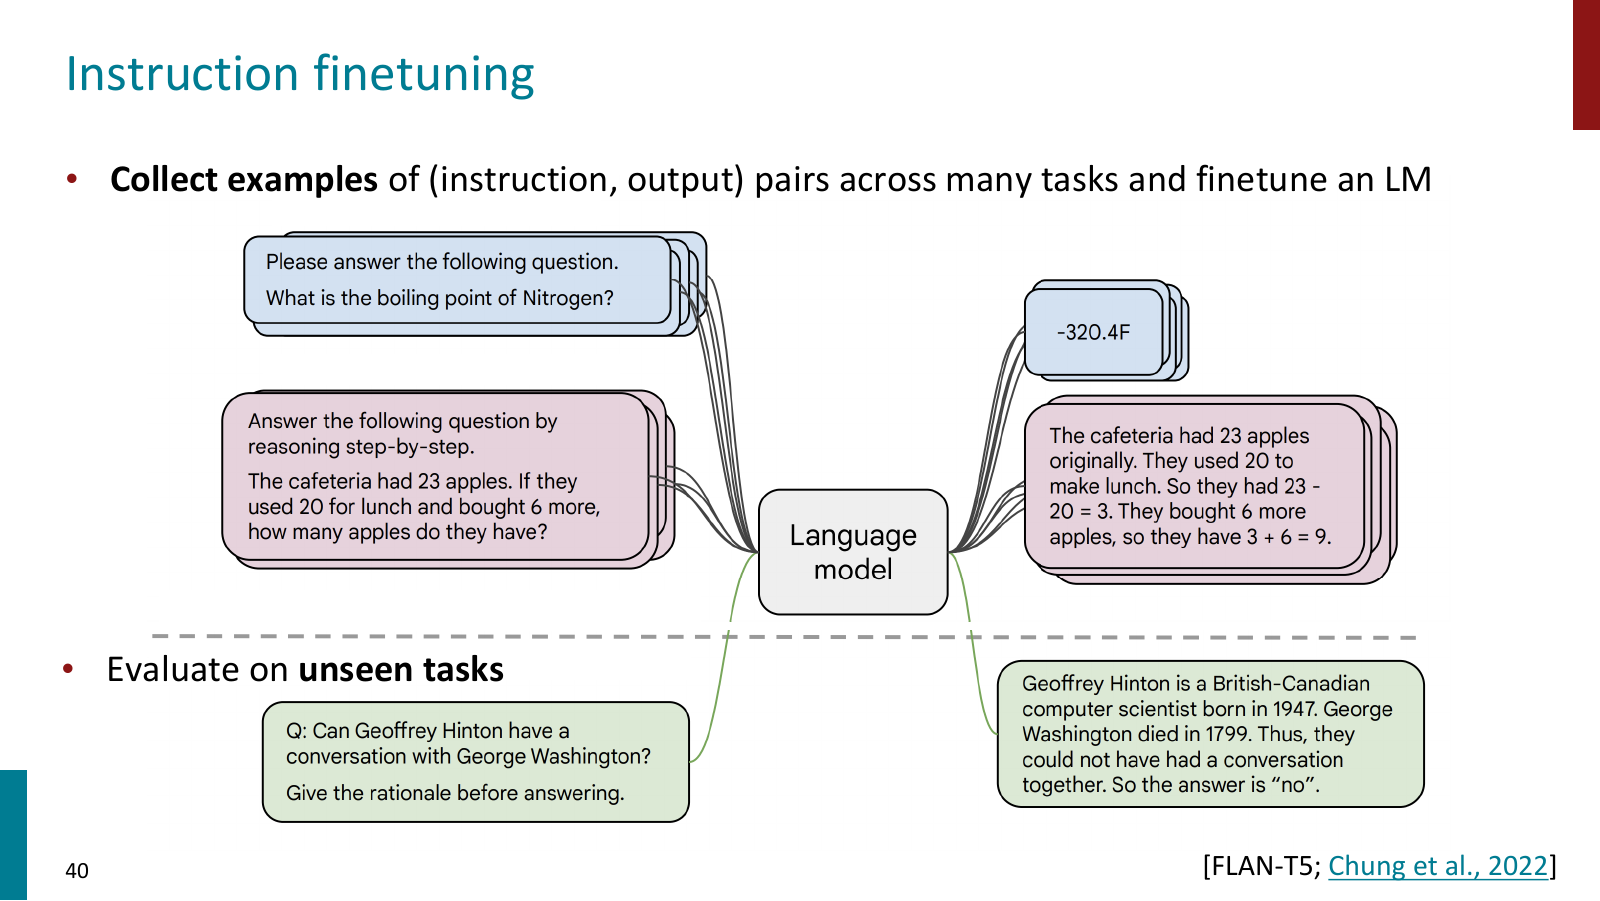 Instruction finetuning
• Collect examples of (instruction, output) pairs across many tasks and finetune an LM
Please answer the following question.
What is the boiling point of Nitrogen?
-320.4F
Answer the following question by
reasoning step-by-step.
The cafeteria had 23 apples. If they
used 20 for lunch and bought 6 more,
how many apples do they have?
Language
model
The cafeteria had 23 apples
originally. They used 20 to
make lunch. So they had 23 -
20 = 3. They bought 6 more
apples, so they have 3 + 6 = 9.
• Evaluate on unseen tasks
Q: Can Geoffrey Hinton have a
conversation with George Washington?
Give the rationale before answering.
Geoffrey Hinton is a British-Canadian
computer scientist born in 1947. George
Washington died in 1799. Thus, they
could not have had a conversation
together. So the answer is “no”.
40
[FLAN-T5; Chung et al., 2022]